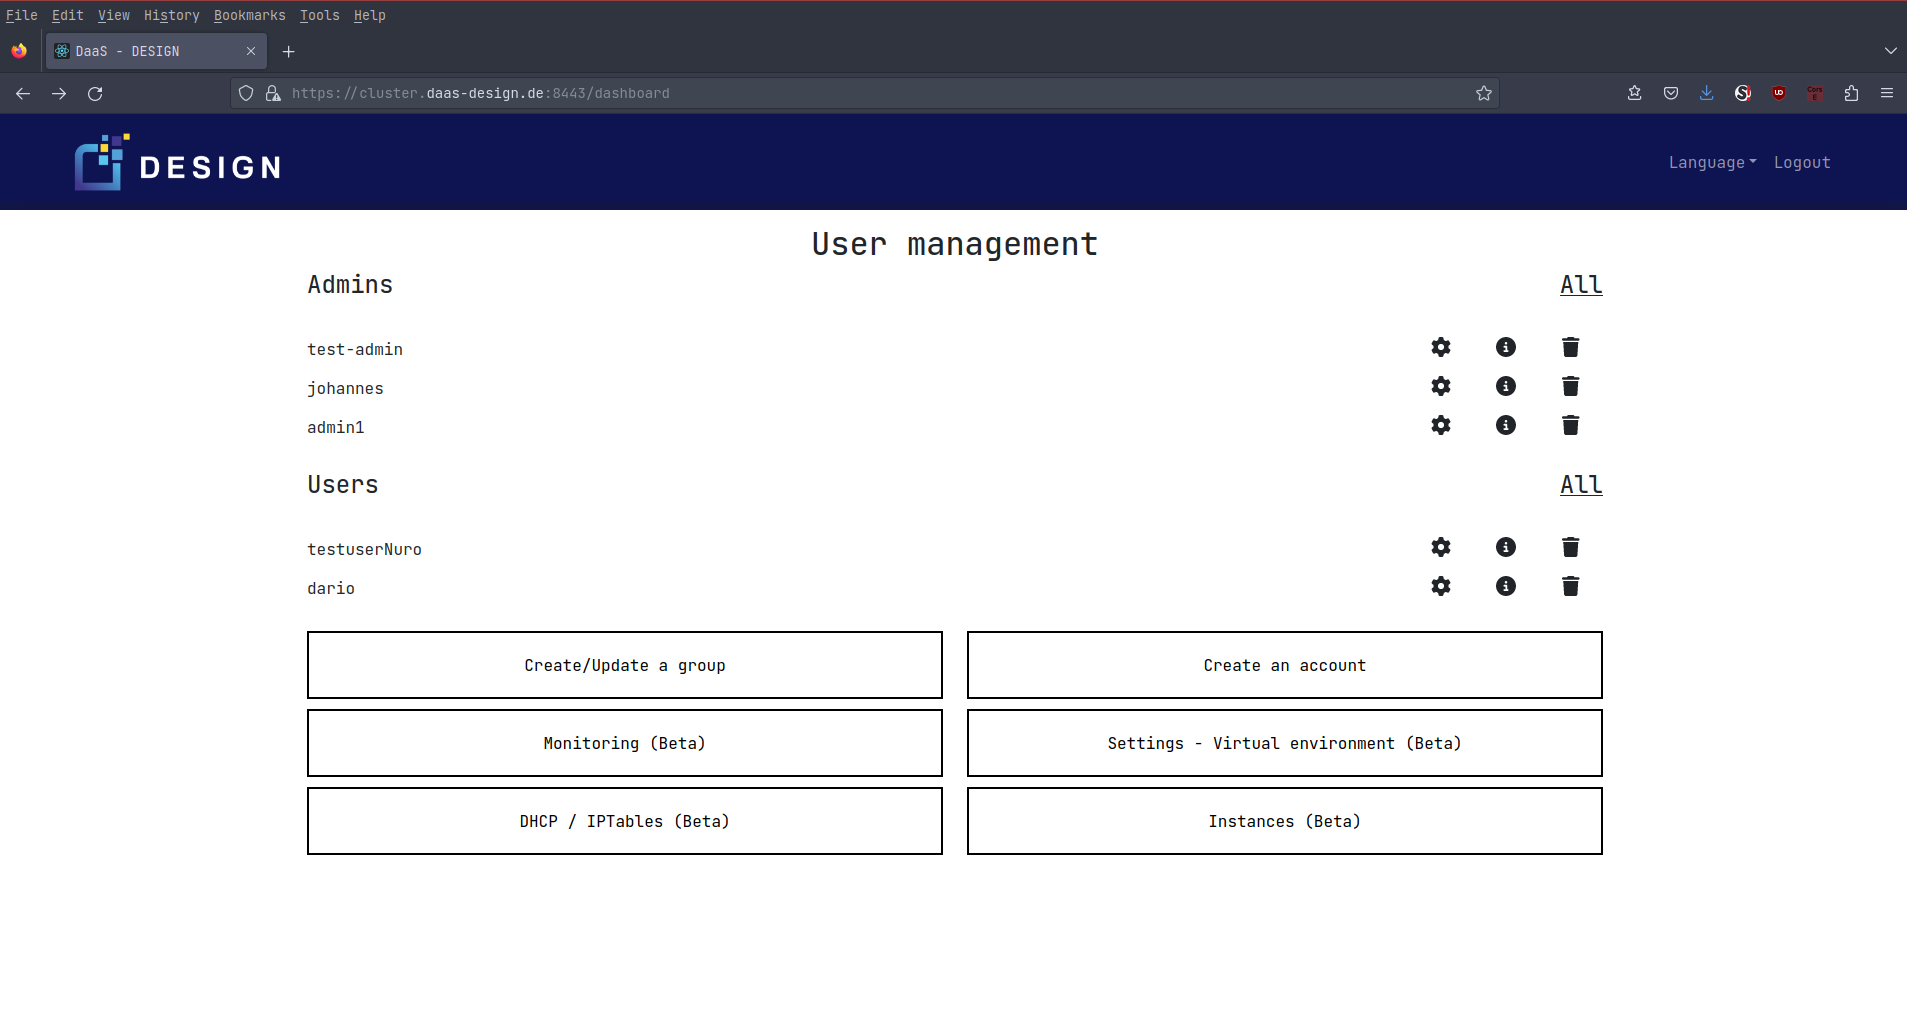 File Edit View History Bookmarks Tools Help
DaaS - DESIGN
https://cluster.daas-design.de:8443/dashboard
DESIGN
Language Logout
User management
Admins All
test-admin
johannes
admin1
Users All
testuserNuro
dario
Create/Update a group Create an account
Monitoring (Beta) Settings - Virtual environment (Beta)
DHCP / IPTables (Beta) Instances (Beta)